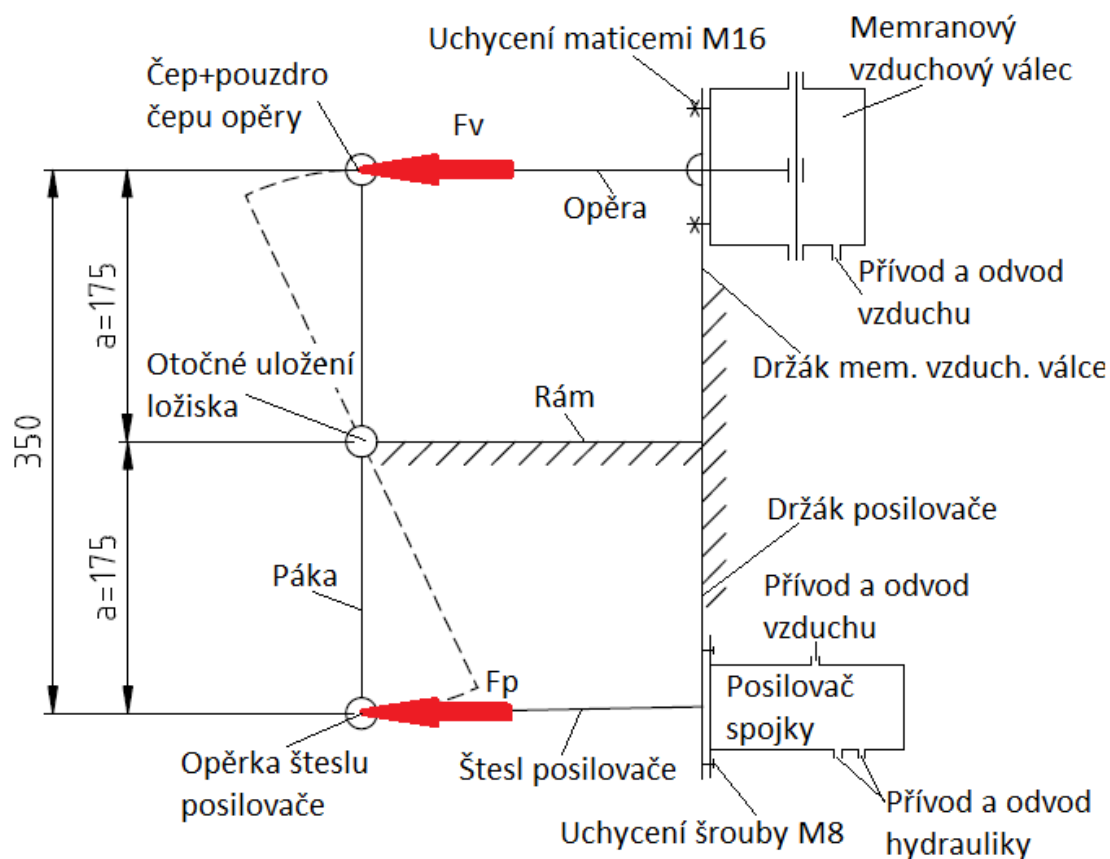 Uchycení maticemi M16
Memranový
vzduchový válec
Čep+pouzdro
čepu opěry
Fv
Opěra
Přívod a odvod
vzduchu
a=175
350
Otočné uložení
ložiska
Rám
Držák mem. vzduch. válce
a=175
Páka
Držák posilovače
Přívod a odvod
vzduchu
Fp
Posilovač
spojky
Opěrka šteslu
posilovače
Štesl posilovače
Uchycení šrouby M8
Přívod a odvod
hydrauliky